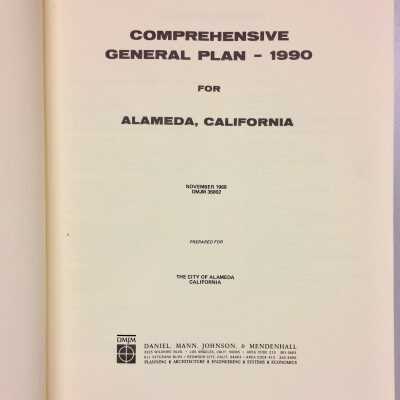 COMPREHENSIVE
GENERAL PLAN – 1990
FOR
ALAMEDA, CALIFORNIA
NOVEMBER 1968
PREPARED FOR
THE CITY OF ALAMEDA
CALIFORNIA
DMJM
DANIEL, MANN, JOHNSON, & MENDENHALL
PLANNING ARCHITECTURE ENGINEERING SYSTEMS & ECONOMICS